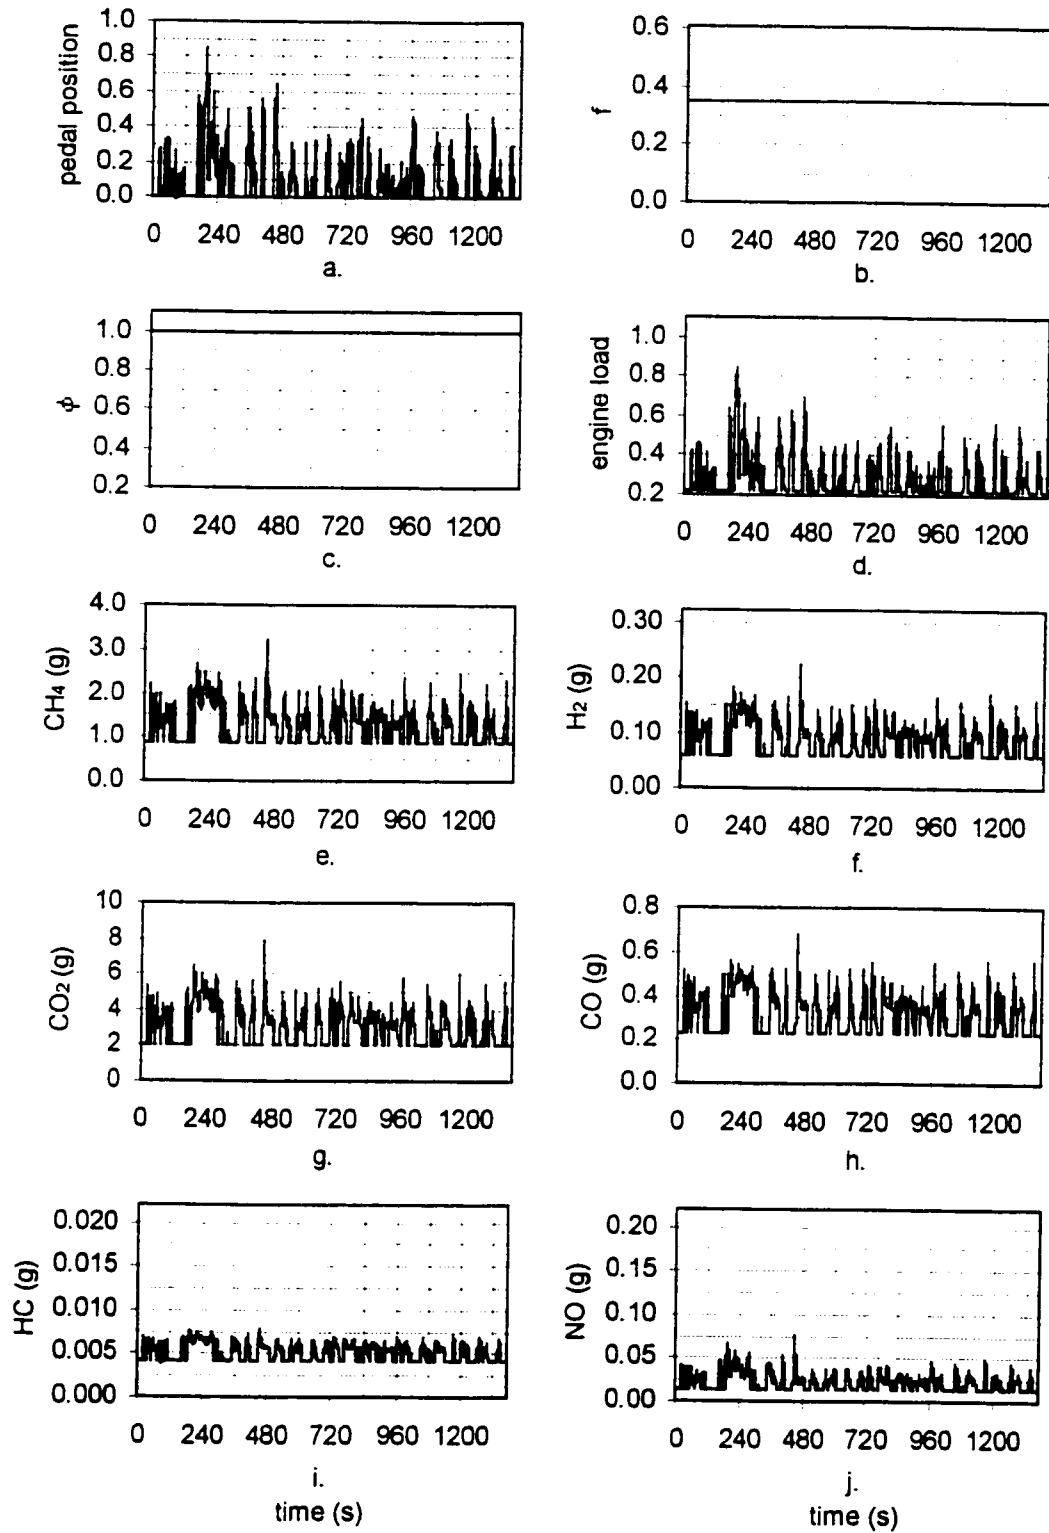 pedal position
1.0
0.8
0.6
0.4
0.2
0.0
0 240 480 720 960 1200
a.
f
0.6
0.4
0.2
0.0
0 240 480 720 960 1200
b.
ϕ
1.0
0.8
0.6
0.4
0.2
0 240 480 720 960 1200
c.
engine load
1.0
0.8
0.6
0.4
0.2
0 240 480 720 960 1200
d.
CH₄ (g)
4.0
3.0
2.0
1.0
0.0
0 240 480 720 960 1200
e.
H₂ (g)
0.30
0.20
0.10
0.00
0 240 480 720 960 1200
f.
CO₂ (g)
10
8
6
4
2
0
0 240 480 720 960 1200
g.
CO (g)
0.8
0.6
0.4
0.2
0.0
0 240 480 720 960 1200
h.
HC (g)
0.020
0.015
0.010
0.005
0.000
0 240 480 720 960 1200
i.
time (s)
NO (g)
0.20
0.15
0.10
0.05
0.00
0 240 480 720 960 1200
j.
time (s)